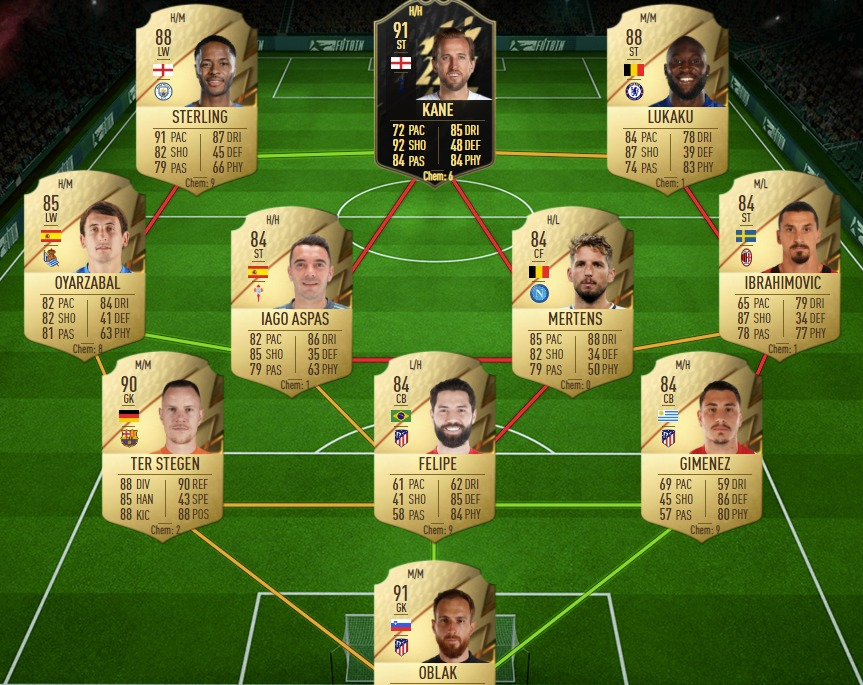 H/M
88
LW
STERLING
91 PAC 87 DRI
82 SHO 45 DEF
79 PAS 66 PHY
Chem: 9
H/H
91
ST
KANE
72 PAC 85 DRI
92 SHO 48 DEF
84 PAS 84 PHY
Chem: 6
M/M
88
ST
LUKAKU
84 PAC 78 DRI
87 SHO 39 DEF
74 PAS 83 PHY
Chem: 1
FUTBIN
FUTBIN
H/M
85
LW
OYARZABAL
82 PAC 84 DRI
82 SHO 41 DEF
81 PAS 63 PHY
Chem: 8
H/H
84
ST
IAGO ASPAS
82 PAC 86 DRI
85 SHO 35 DEF
79 PAS 63 PHY
Chem: 1
H/L
84
CF
MERTENS
85 PAC 88 DRI
82 SHO 34 DEF
84 PAS 50 PHY
Chem: 0
M/L
84
ST
IBRAHIMOVIC
65 PAC 79 DRI
87 SHO 34 DEF
78 PAS 77 PHY
Chem: 1
M/M
90
GK
TER STEGEN
88 DIV 90 REF
85 HAN 43 SPE
88 KIC 88 POS
Chem: 2
L/H
84
CB
FELIPE
61 PAC 62 DRI
41 SHO 85 DEF
58 PAS 84 PHY
Chem: 9
M/H
84
CB
GIMENEZ
69 PAC 59 DRI
45 SHO 86 DEF
57 PAS 80 PHY
Chem: 9
M/M
91
GK
OBLAK